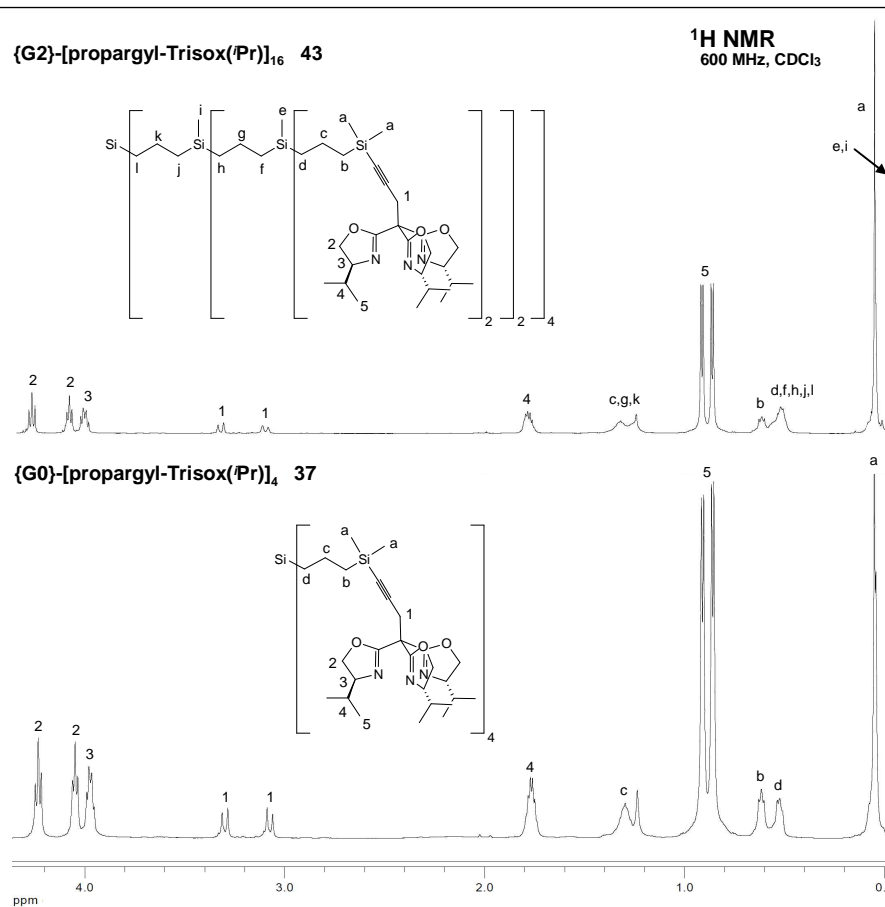 {G2}-[propargyl-Trisox(ⁱPr)]₁₆ 43
¹H NMR
600 MHz, CDCl₃
a
e,i
i
e
a
a
k
g
c
Si
Si
Si
Si
l
j
h
f
d
b
1
O
O
O
2
3
N
N
N
4
5
2
2
4
5
2
2
3
1
1
4
c,g,k
b
d,f,h,j,l
{G0}-[propargyl-Trisox(ⁱPr)]₄ 37
a
5
a
a
c
Si
Si
d
b
1
O
O
O
2
3
N
N
N
4
5
4
2
2
3
1
1
4
c
b
d
4.0 3.0 2.0 1.0 0.
ppm